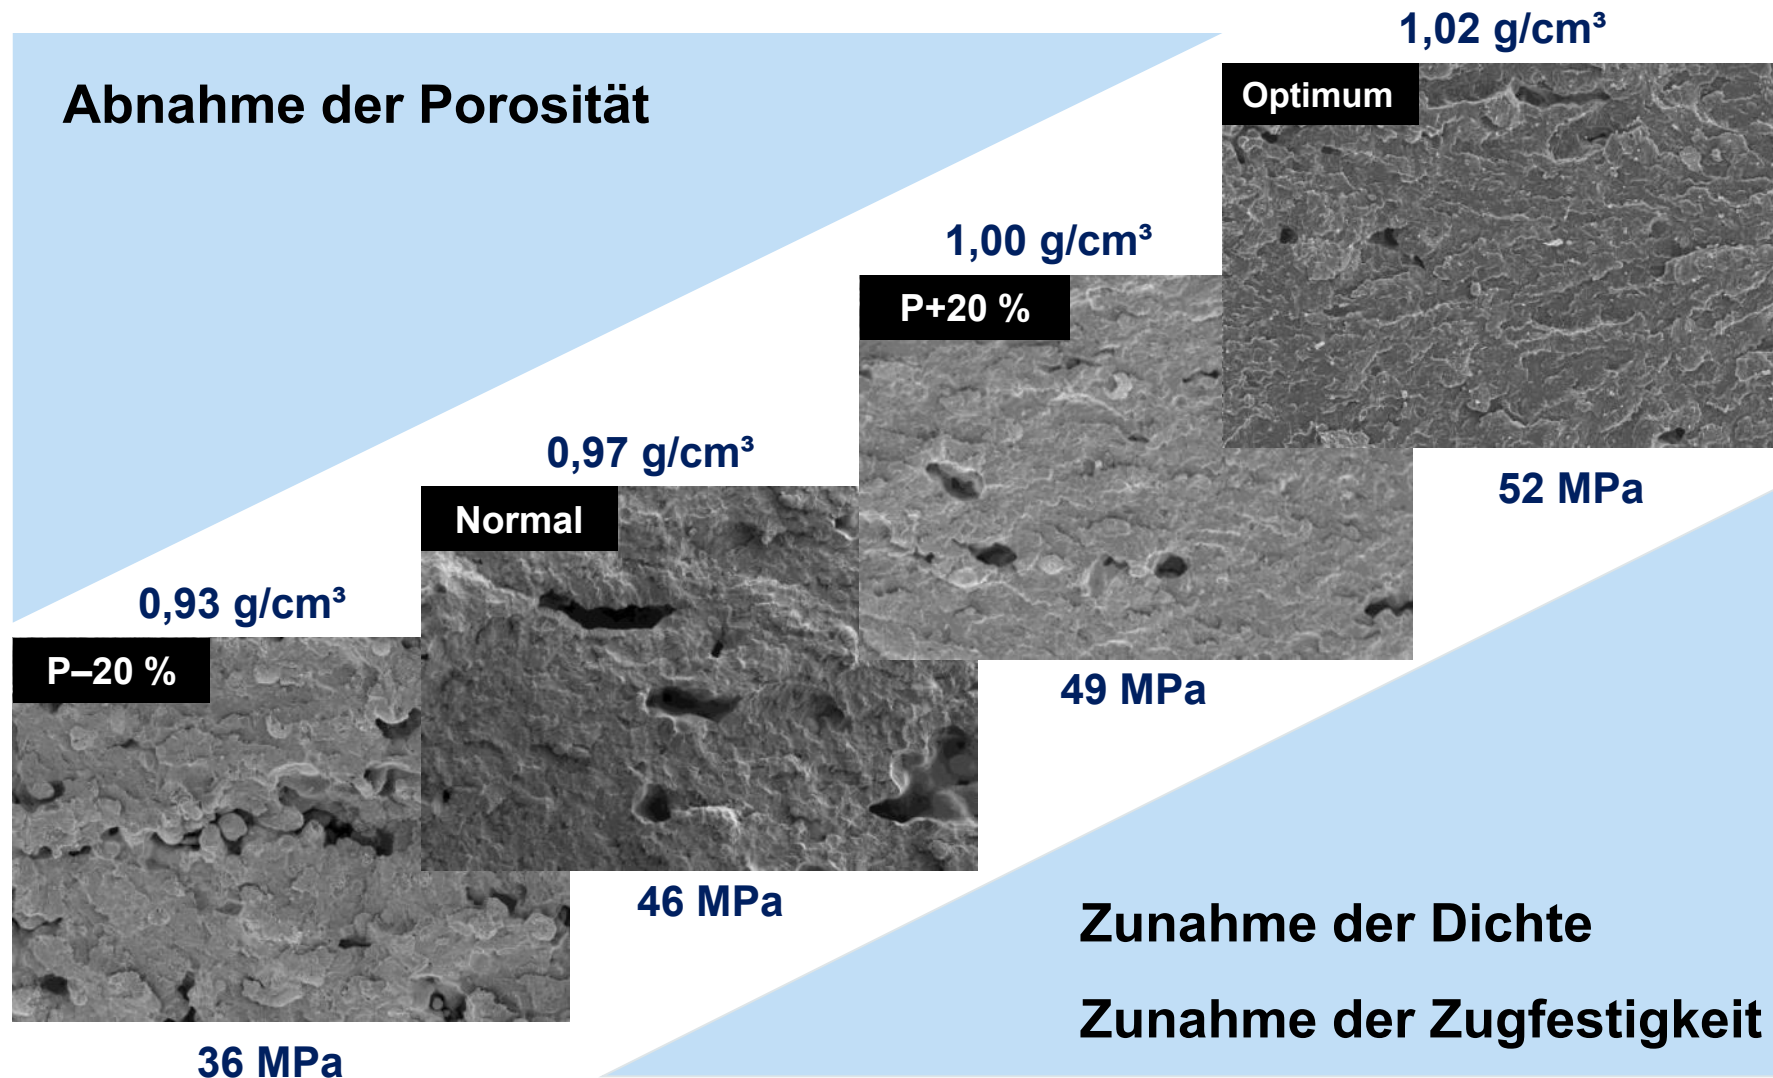 1,02 g/cm³
Abnahme der Porosität
Optimum
1,00 g/cm³
P+20 %
0,97 g/cm³
52 MPa
Normal
0,93 g/cm³
P–20 %
49 MPa
46 MPa
Zunahme der Dichte
Zunahme der Zugfestigkeit
36 MPa